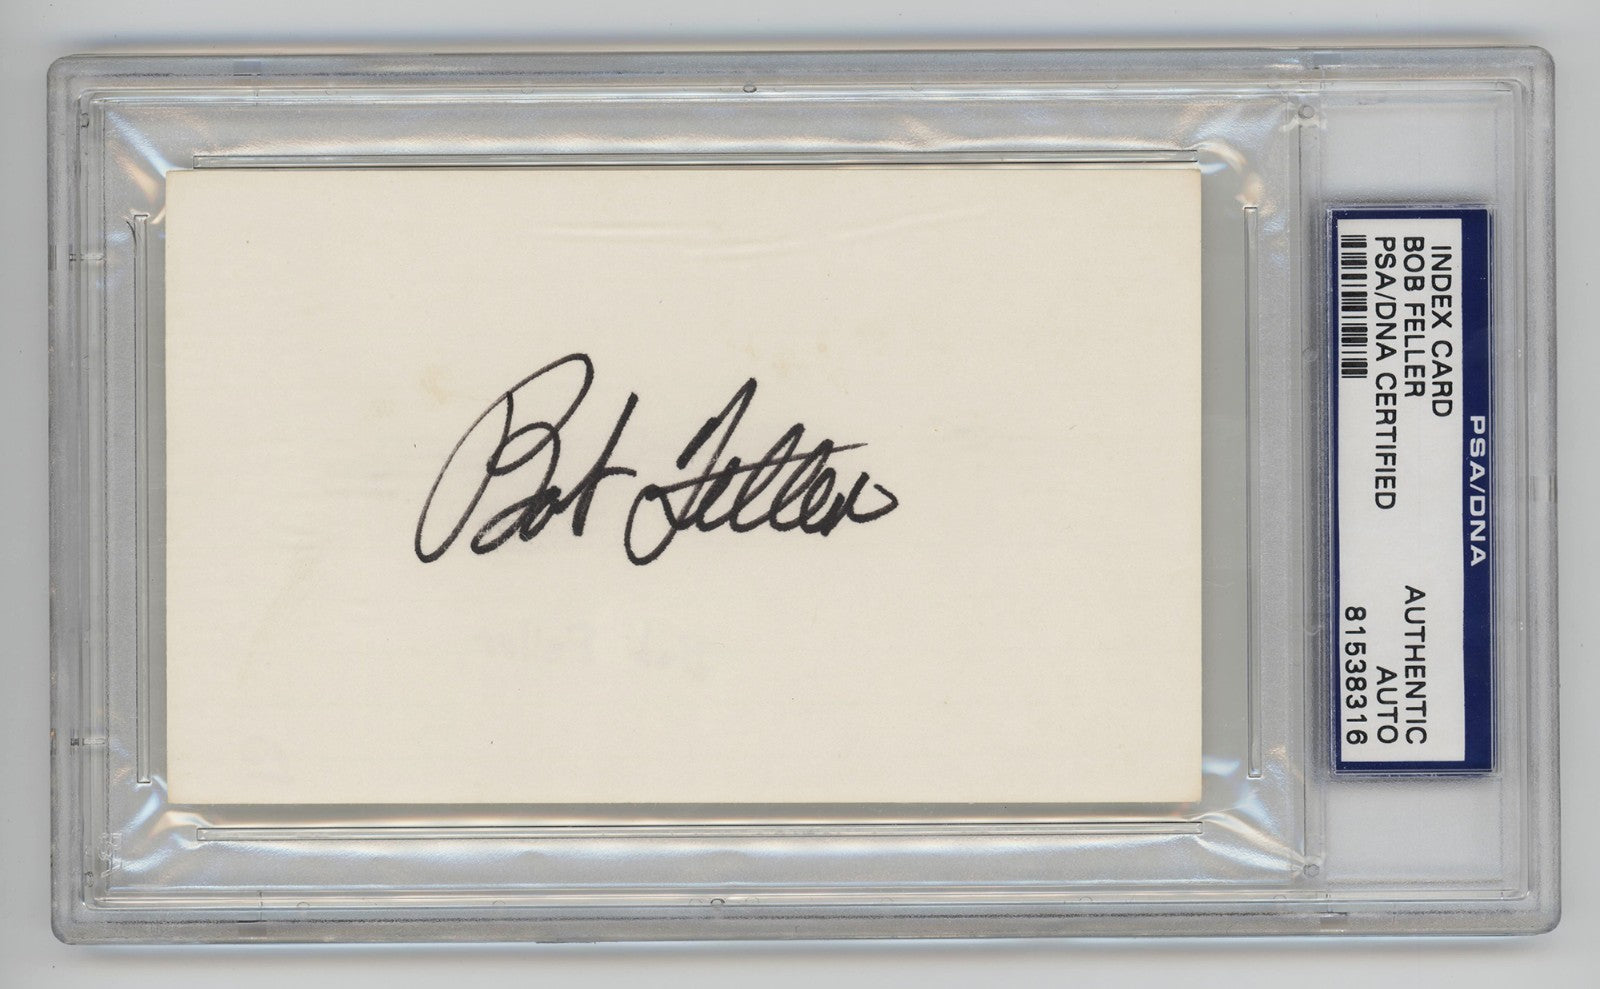 Bob Feller
PSA/DNA
INDEX CARD
BOB FELLER AUTHENTIC
PSA/DNA CERTIFIED AUTO
81538316